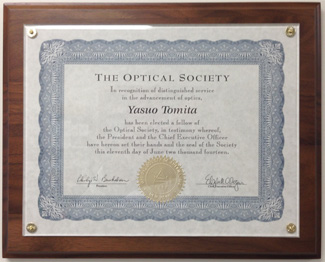 THE OPTICAL SOCIETY
In recognition of distinguished service
in the advancement of optics,
Yasuo Tomita
has been elected a fellow of
the Optical Society, in testimony whereof,
the President and the Chief Executive Officer
have hereon set their hands and the seal of the Society
this eleventh day of June two thousand fourteen.
President